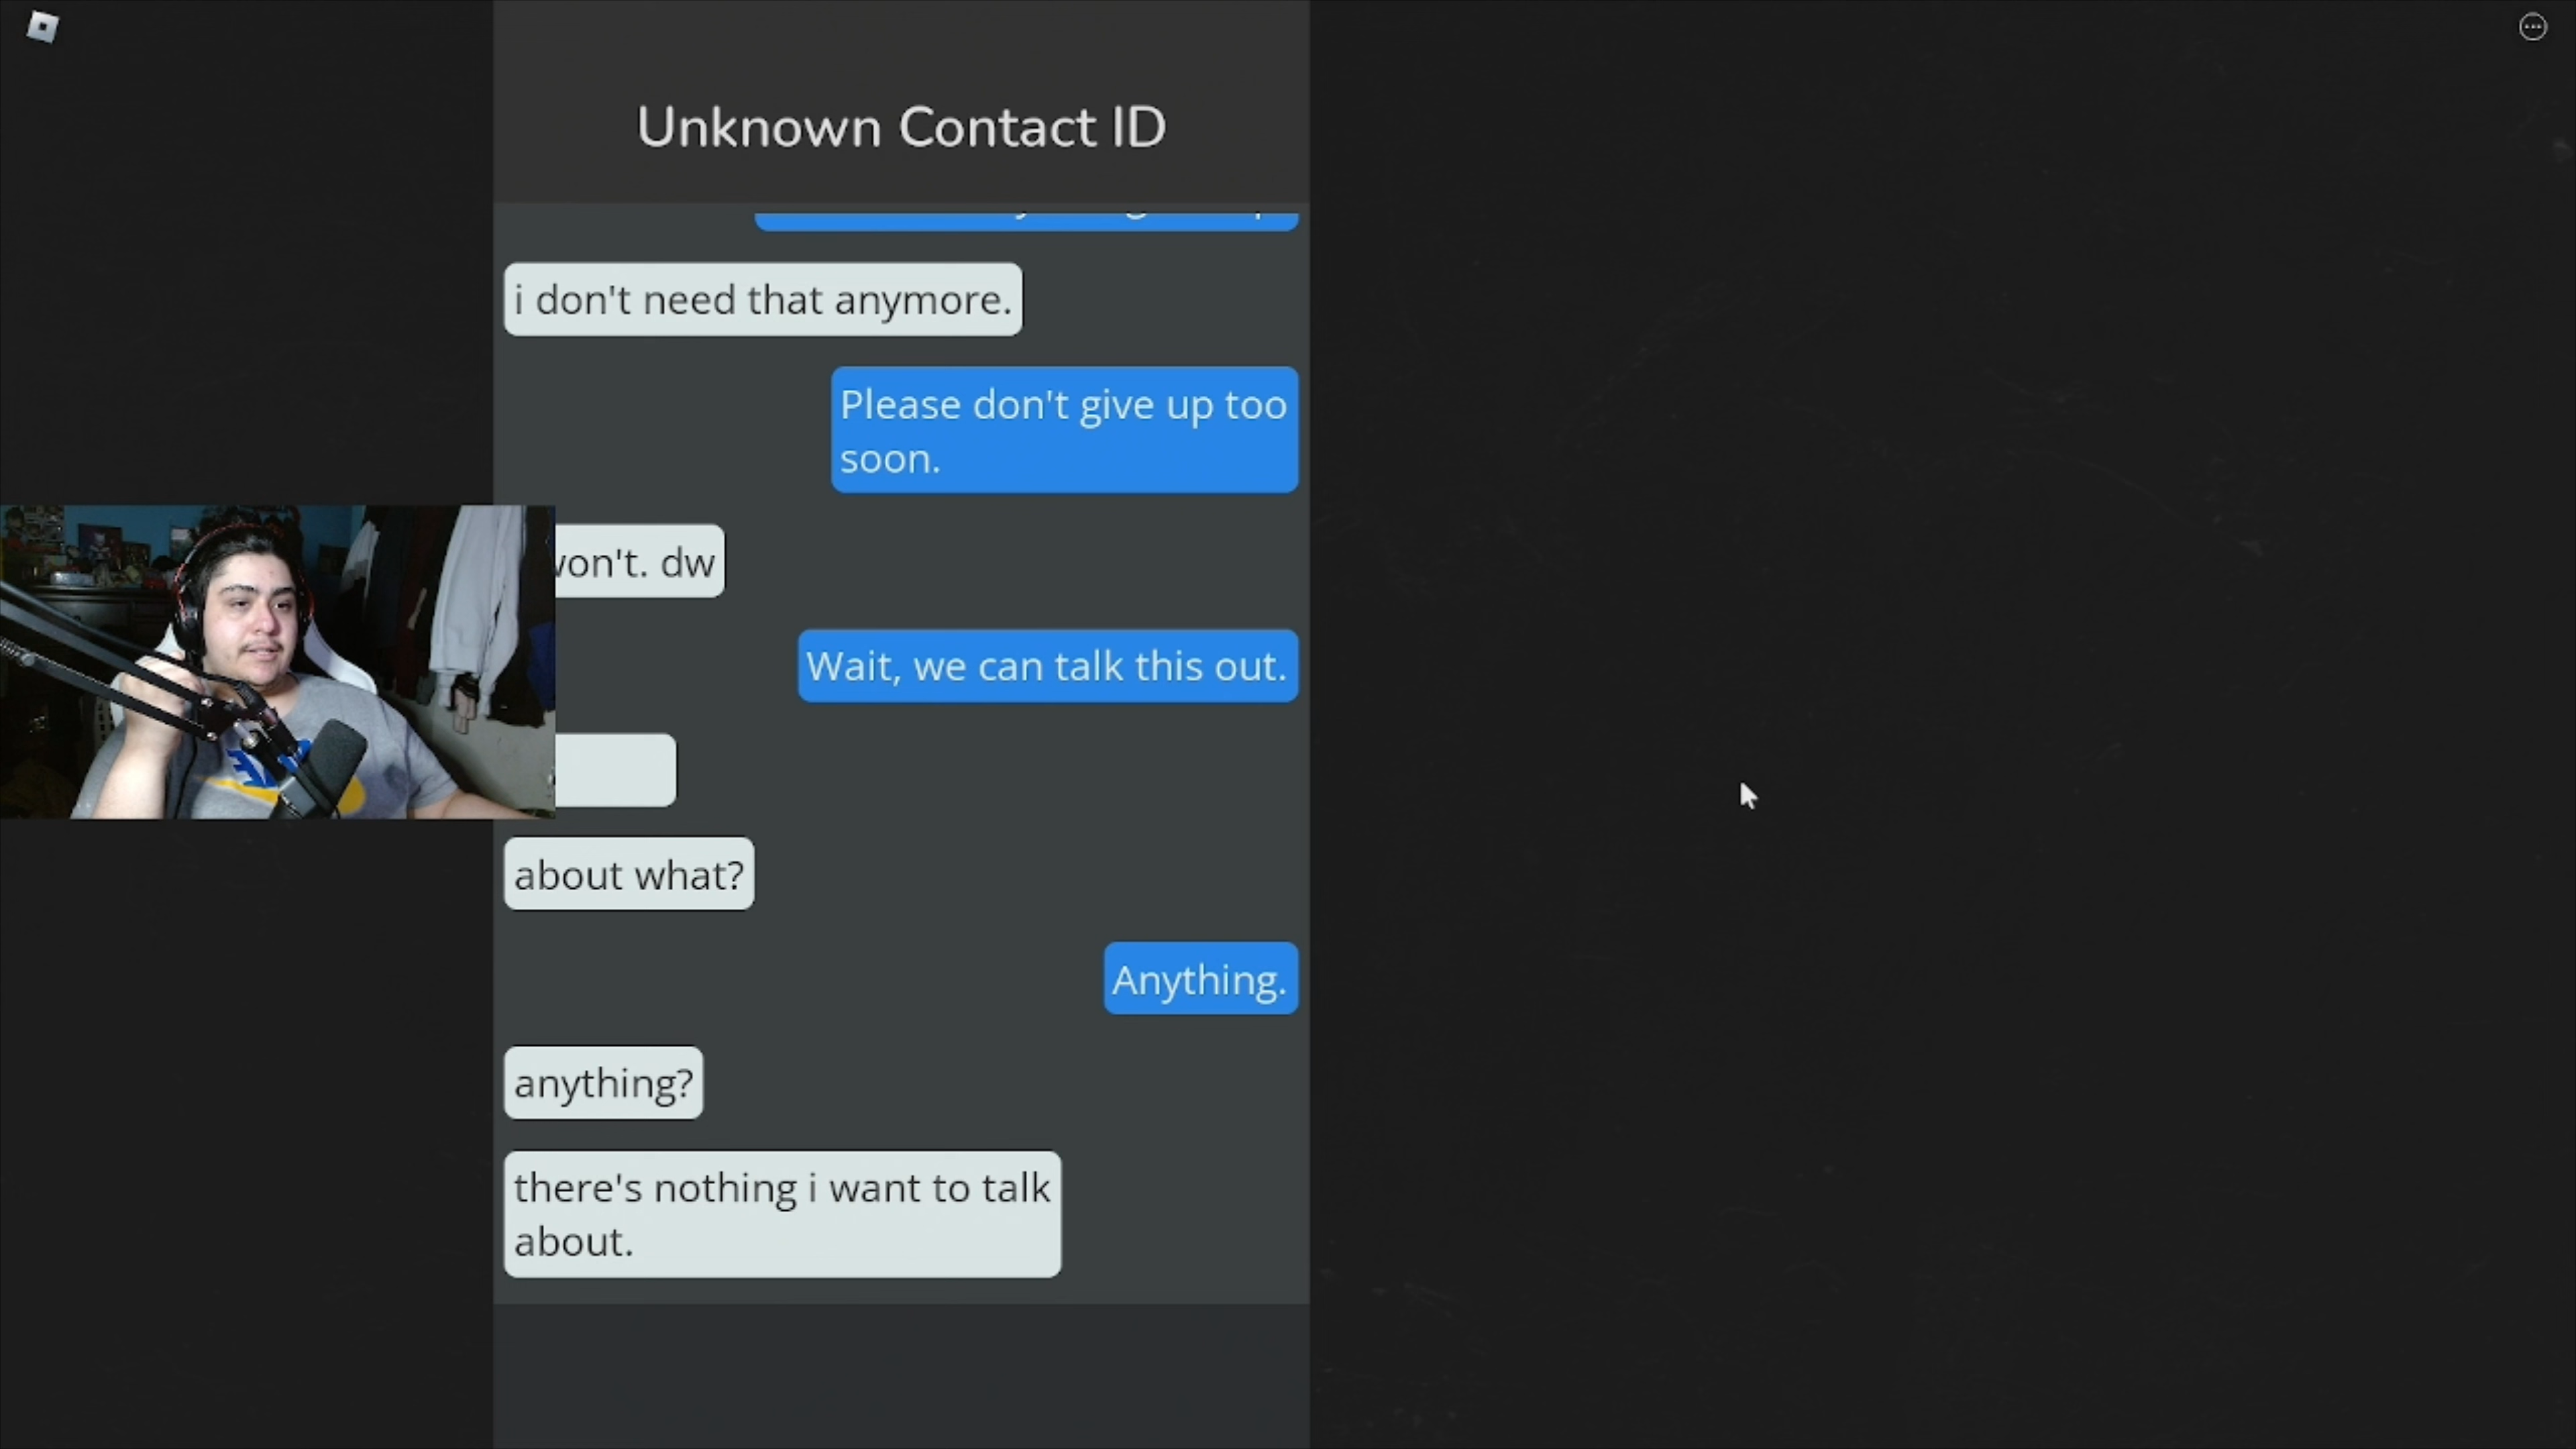 Unknown Contact ID
i don't need that anymore.
Please don't give up too
soon.
won't. dw
Wait, we can talk this out.
about what?
Anything.
anything?
there's nothing i want to talk
about.